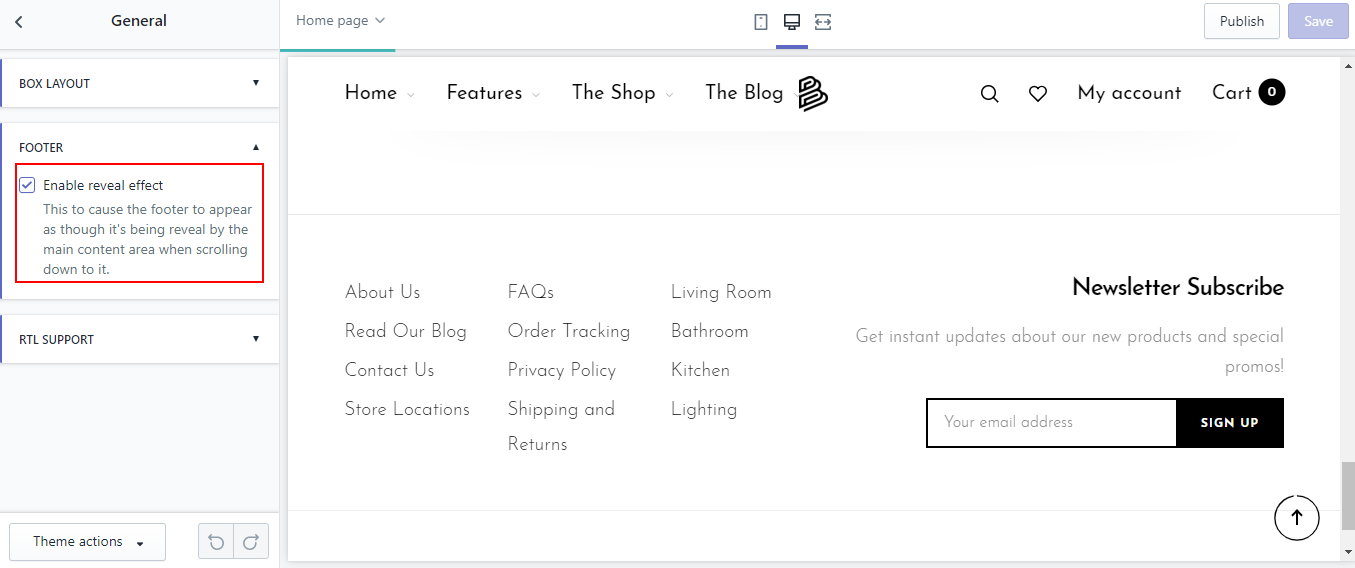 General
Home page
Publish
Save
BOX LAYOUT
FOOTER
Enable reveal effect
This to cause the footer to appear
as though it's being reveal by the
main content area when scrolling
down to it.
RTL SUPPORT
Theme actions
Home
Features
The Shop
The Blog
My account
Cart 0
About Us
Read Our Blog
Contact Us
Store Locations
FAQs
Order Tracking
Privacy Policy
Shipping and
Returns
Living Room
Bathroom
Kitchen
Lighting
Newsletter Subscribe
Get instant updates about our new products and special
promos!
Your email address
SIGN UP